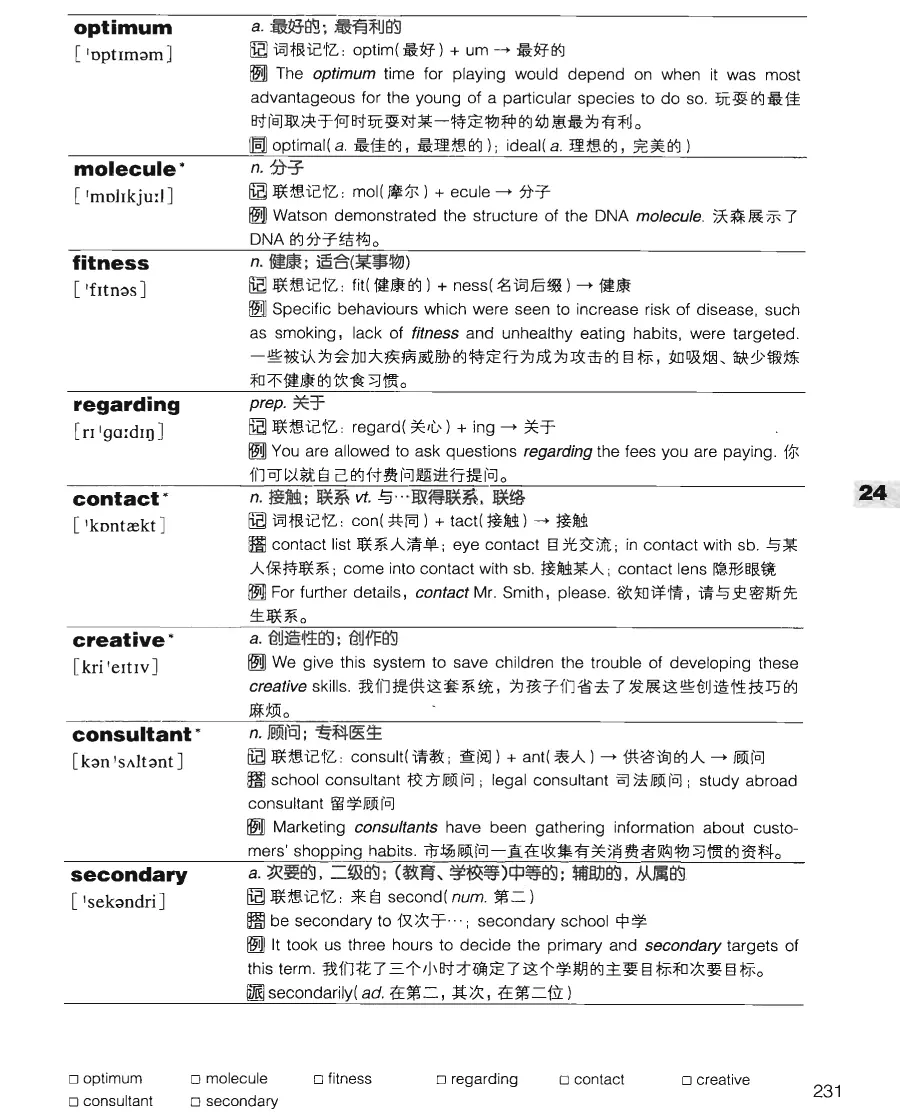 optimum a. 最好的；最有利的
[ˈɒptɪməm] 记 词根记忆：optim(最好) + um → 最好的
例 The optimum time for playing would depend on when it was most
advantageous for the young of a particular species to do so. 玩耍的最佳
时间取决于何时玩耍对某一特定物种的幼崽最为有利。
同 optimal(a. 最佳的，最理想的)；ideal(a. 理想的，完美的)
molecule* n. 分子
[ˈmɒlɪkjuːl] 记 联想记忆：mol(摩尔) + ecule → 分子
例 Watson demonstrated the structure of the DNA molecule. 沃森展示了
DNA 的分子结构。
fitness n. 健康；适合(某事物)
[ˈfɪtnəs] 记 联想记忆：fit(健康的) + ness(名词后缀) → 健康
例 Specific behaviours which were seen to increase risk of disease, such
as smoking, lack of fitness and unhealthy eating habits, were targeted.
一些被认为会加大疾病威胁的特定行为成为攻击的目标，如吸烟、缺少锻炼
和不健康的饮食习惯。
regarding prep. 关于
[rɪˈɡɑːdɪŋ] 记 联想记忆：regard(关心) + ing → 关于
例 You are allowed to ask questions regarding the fees you are paying. 你
们可以就自己的付费问题进行提问。
contact* n. 接触；联系 vt. 与…取得联系，联络
[ˈkɒntækt] 记 词根记忆：con(共同) + tact(接触) → 接触
搭 contact list 联系人清单；eye contact 目光交流；in contact with sb. 与某
人保持联系；come into contact with sb. 接触某人；contact lens 隐形眼镜
例 For further details, contact Mr. Smith, please. 欲知详情，请与史密斯先
生联系。
24
creative* a. 创造性的；创作的
[kriˈeɪtɪv] 例 We give this system to save children the trouble of developing these
creative skills. 我们提供这套系统，为孩子们省去了发展这些创造性技巧的
麻烦。
consultant* n. 顾问；专科医生
[kənˈsʌltənt] 记 联想记忆：consult(请教；查阅) + ant(表人) → 供咨询的人 → 顾问
搭 school consultant 校方顾问；legal consultant 司法顾问；study abroad
consultant 留学顾问
例 Marketing consultants have been gathering information about custo-
mers' shopping habits. 市场顾问一直在收集有关消费者购物习惯的资料。
secondary a. 次要的，二级的；(教育、学校等)中等的；辅助的，从属的
[ˈsekəndri] 记 联想记忆：来自 second(num. 第二)
搭 be secondary to 仅次于…；secondary school 中学
例 It took us three hours to decide the primary and secondary targets of
this term. 我们花了三个小时才确定了这个学期的主要目标和次要目标。
派 secondarily(ad. 在第二，其次，在第二位)
□ optimum □ molecule □ fitness □ regarding □ contact □ creative
□ consultant □ secondary
231